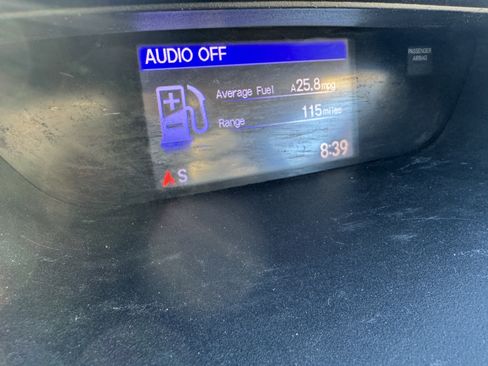 AUDIO OFF
PASSENGER
AIRBAG
Average Fuel A25.8mpg
Range 115miles
8:39
S